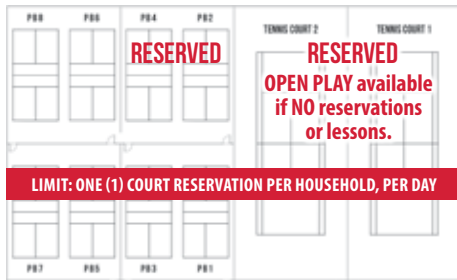 PB8 PB6 PB4 PB2
TENNIS COURT 2 TENNIS COURT 1
RESERVED
RESERVED
OPEN PLAY available
if NO reservations
or lessons.
LIMIT: ONE (1) COURT RESERVATION PER HOUSEHOLD, PER DAY
PB7 PB5 PB3 PB1